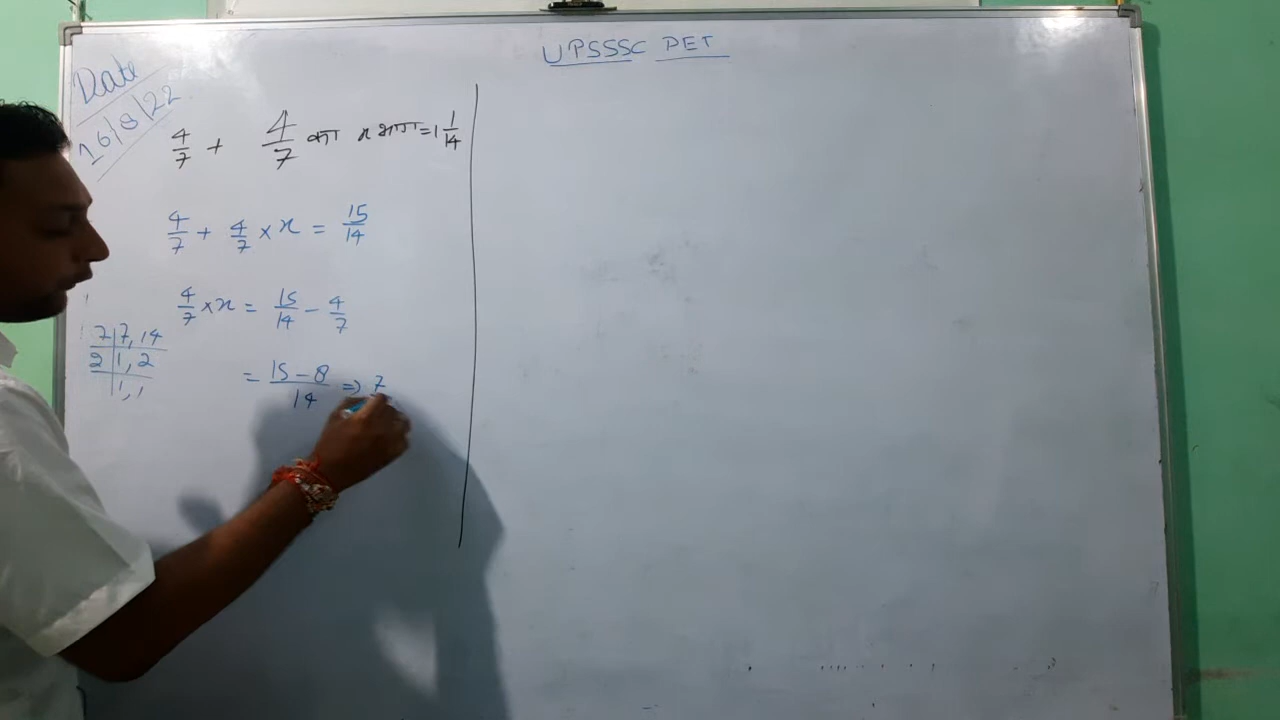 UPSSSC PET
Date
16/8/22
4/7 + 4/7 का x भाग = 1 1/14
4/7 + 4/7 × x = 15/14
4/7 × x = 15/14 - 4/7
7 | 7, 14
2 | 1, 2
| 1, 1
= 15-8/14 ⇒ 7